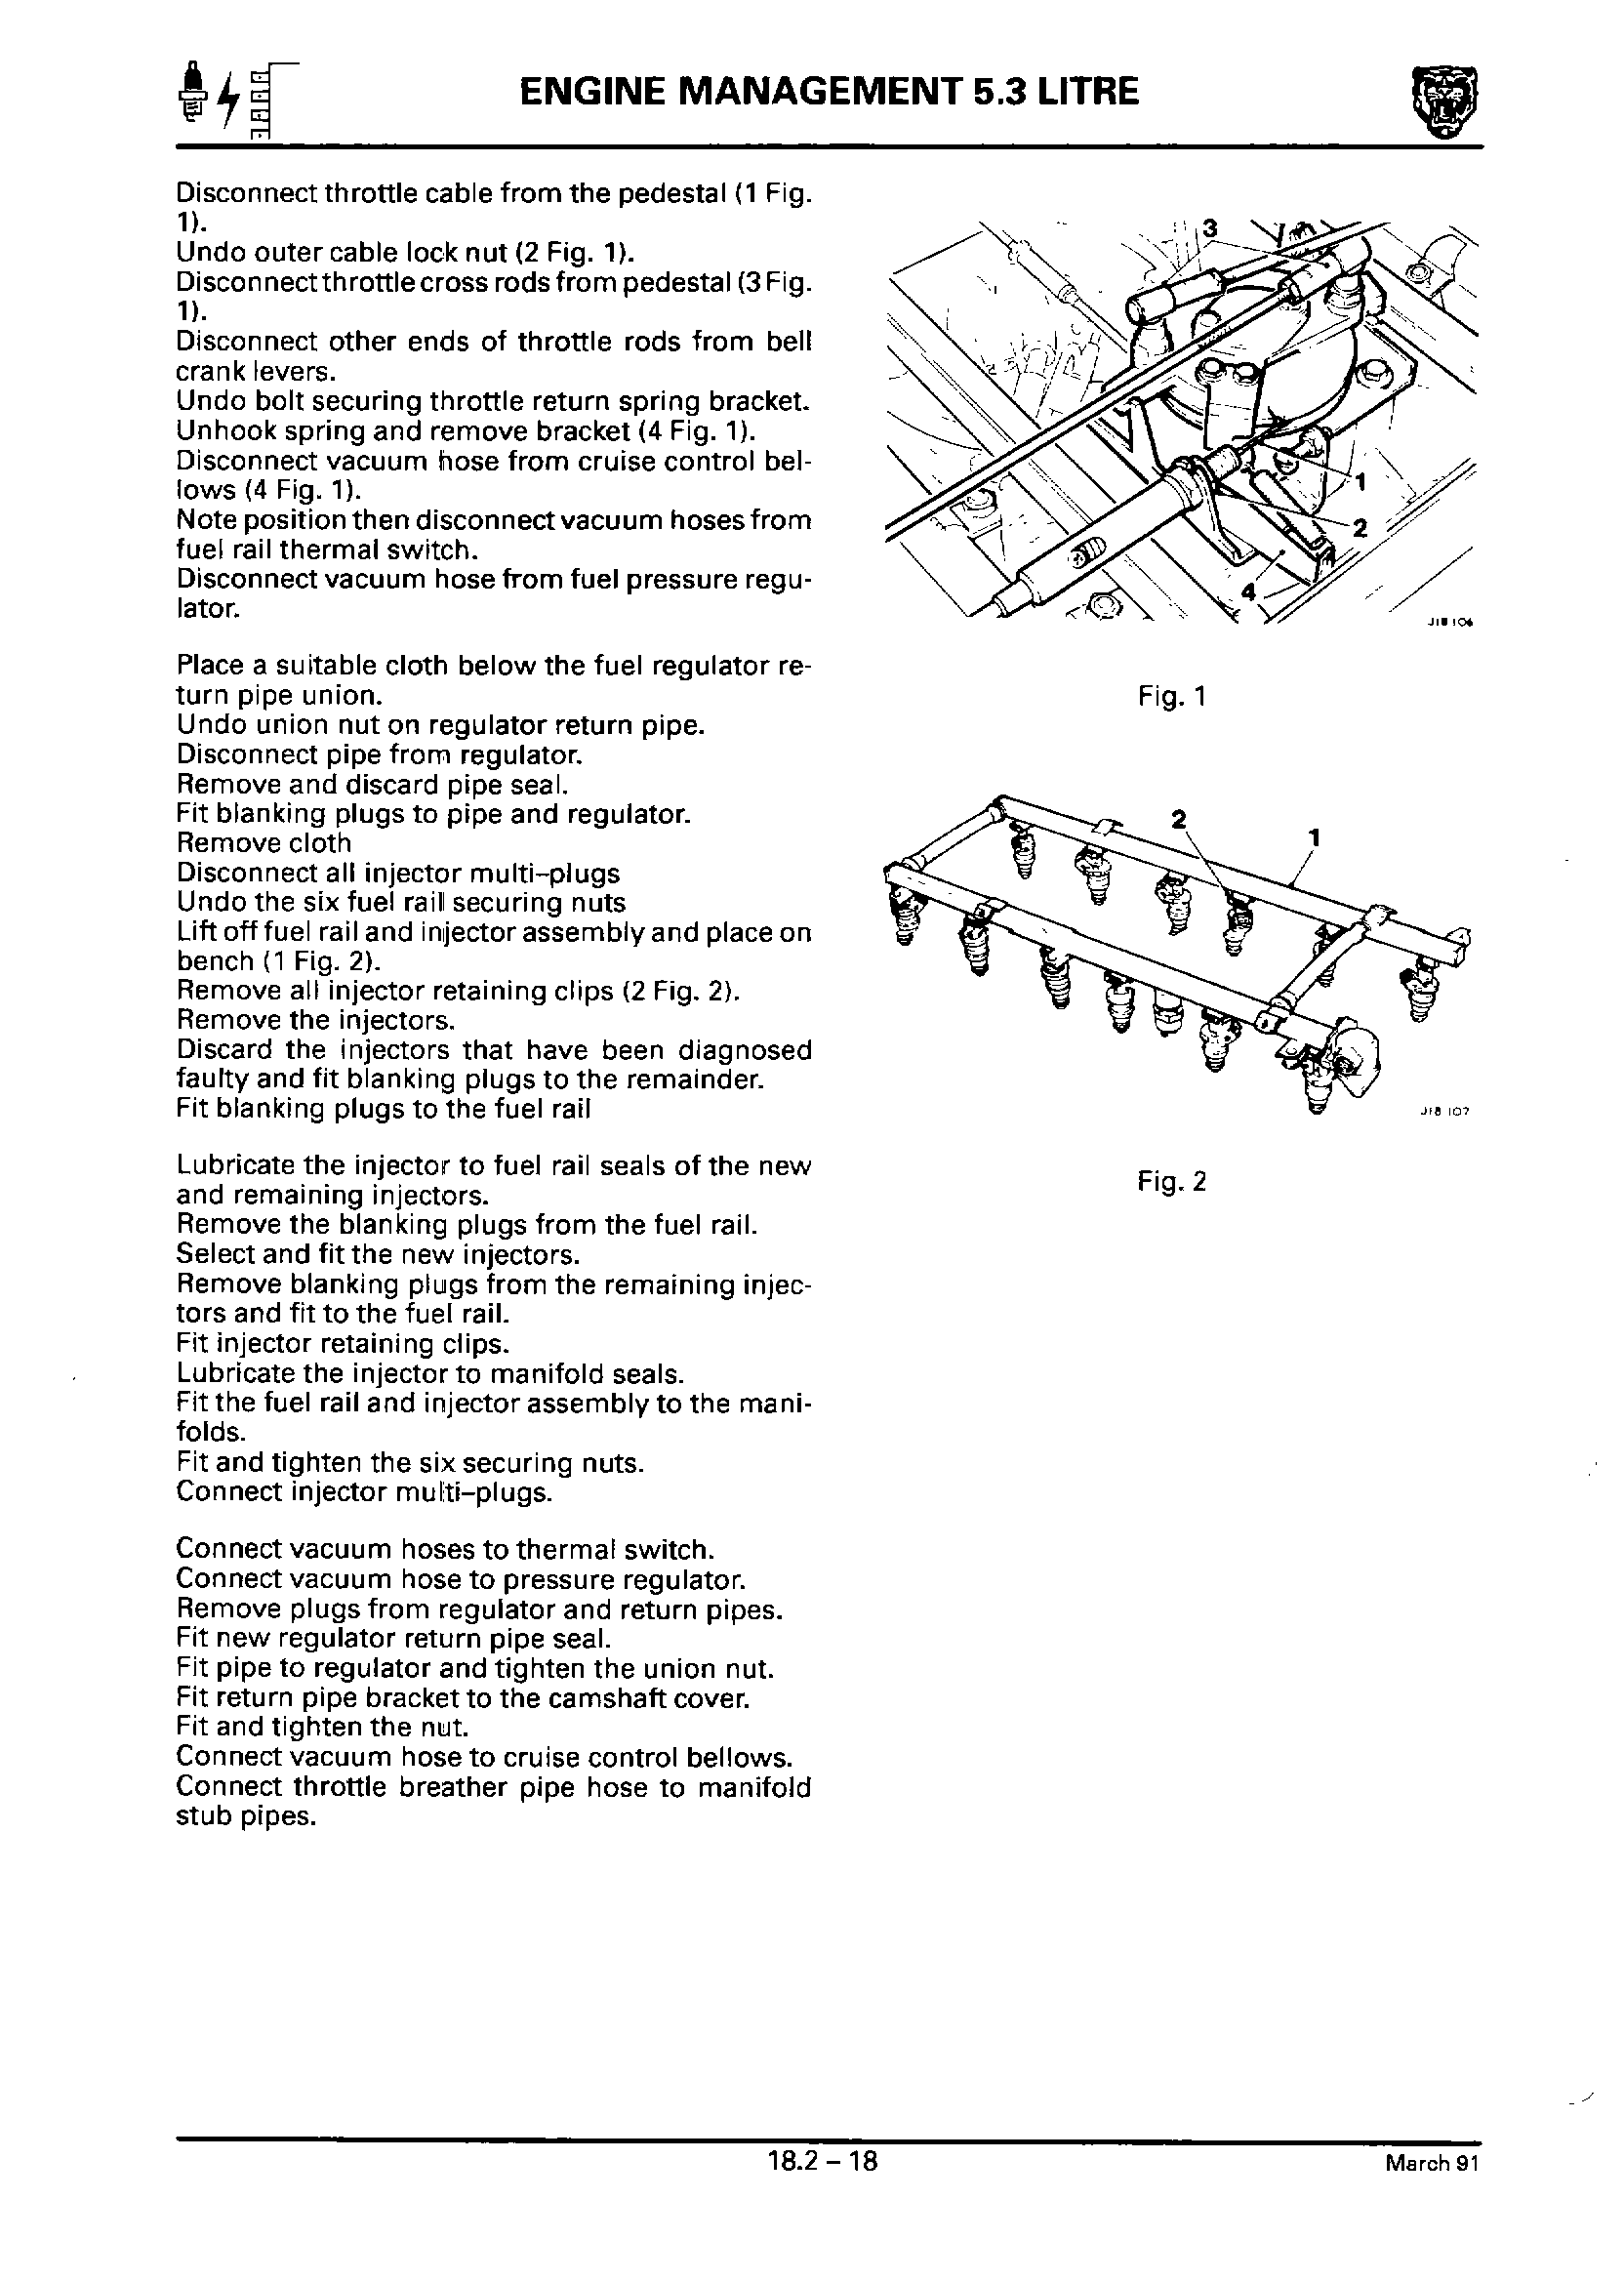 ENGINE MANAGEMENT 5.3 LITRE
Disconnect throttle cable from the pedestal (1 Fig.
1).
Undo outer cable lock nut (2 Fig. 1).
Disconnect throttle cross rods from pedestal (3 Fig.
1).
Disconnect other ends of throttle rods from bell
crank levers.
Undo bolt securing throttle return spring bracket.
Unhook spring and remove bracket (4 Fig. 1).
Disconnect vacuum hose from cruise control bel-
lows (4 Fig. 1).
Note position then disconnect vacuum hoses from
fuel rail thermal switch.
Disconnect vacuum hose from fuel pressure regu-
lator.
Place a suitable cloth below the fuel regulator re-
turn pipe union.
Undo union nut on regulator return pipe.
Disconnect pipe from regulator.
Remove and discard pipe seal.
Fit blanking plugs to pipe and regulator.
Remove cloth
Disconnect all injector multi–plugs
Undo the six fuel rail securing nuts
Lift off fuel rail and injector assembly and place on
bench (1 Fig. 2).
Remove all injector retaining clips (2 Fig. 2).
Remove the injectors.
Discard the injectors that have been diagnosed
faulty and fit blanking plugs to the remainder.
Fit blanking plugs to the fuel rail
Lubricate the injector to fuel rail seals of the new
and remaining injectors.
Remove the blanking plugs from the fuel rail.
Select and fit the new injectors.
Remove blanking plugs from the remaining injec-
tors and fit to the fuel rail.
Fit injector retaining clips.
Lubricate the injector to manifold seals.
Fit the fuel rail and injector assembly to the mani-
folds.
Fit and tighten the six securing nuts.
Connect injector multi–plugs.
Connect vacuum hoses to thermal switch.
Connect vacuum hose to pressure regulator.
Remove plugs from regulator and return pipes.
Fit new regulator return pipe seal.
Fit pipe to regulator and tighten the union nut.
Fit return pipe bracket to the camshaft cover.
Fit and tighten the nut.
Connect vacuum hose to cruise control bellows.
Connect throttle breather pipe hose to manifold
stub pipes.
3
1
2
4
J18 106
Fig. 1
2
1
J18 107
Fig. 2
18.2 – 18
March 91